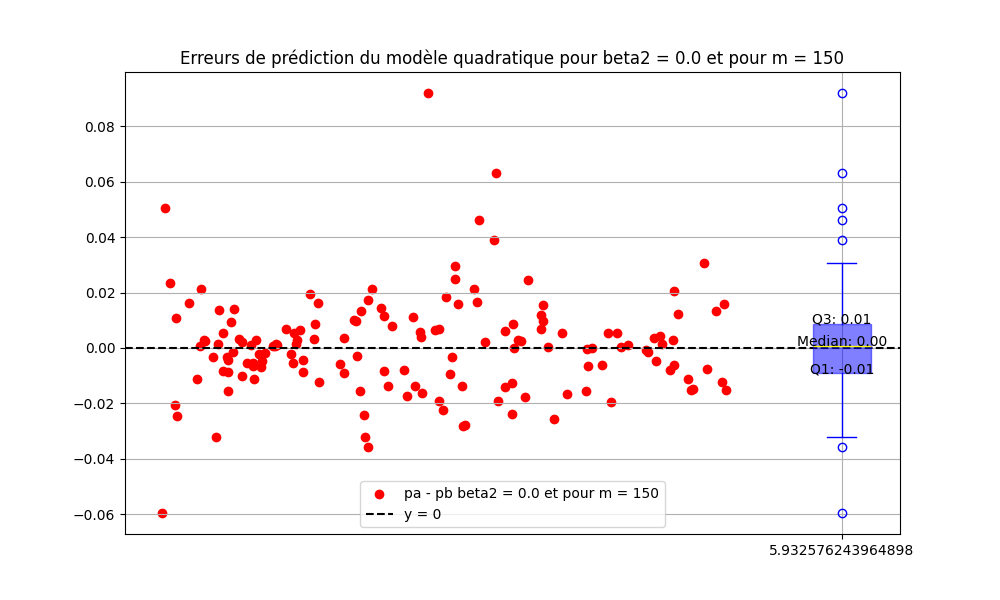 Erreurs de prédiction du modèle quadratique pour beta2 = 0.0 et pour m = 150
0.08
0.06
0.04
0.02
0.00
−0.02
−0.04
−0.06
Q3: 0.01
Median: 0.00
Q1: -0.01
pa - pb beta2 = 0.0 et pour m = 150
y = 0
5.932576243964898